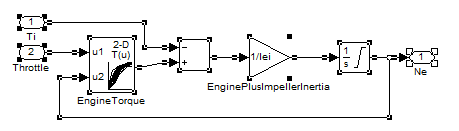 1
Ti
2
Throttle
2-D
T(u)
u1
u2
EngineTorque
−
+
1/Iei
EnginePlusImpellerInertia
1
s
1
Ne